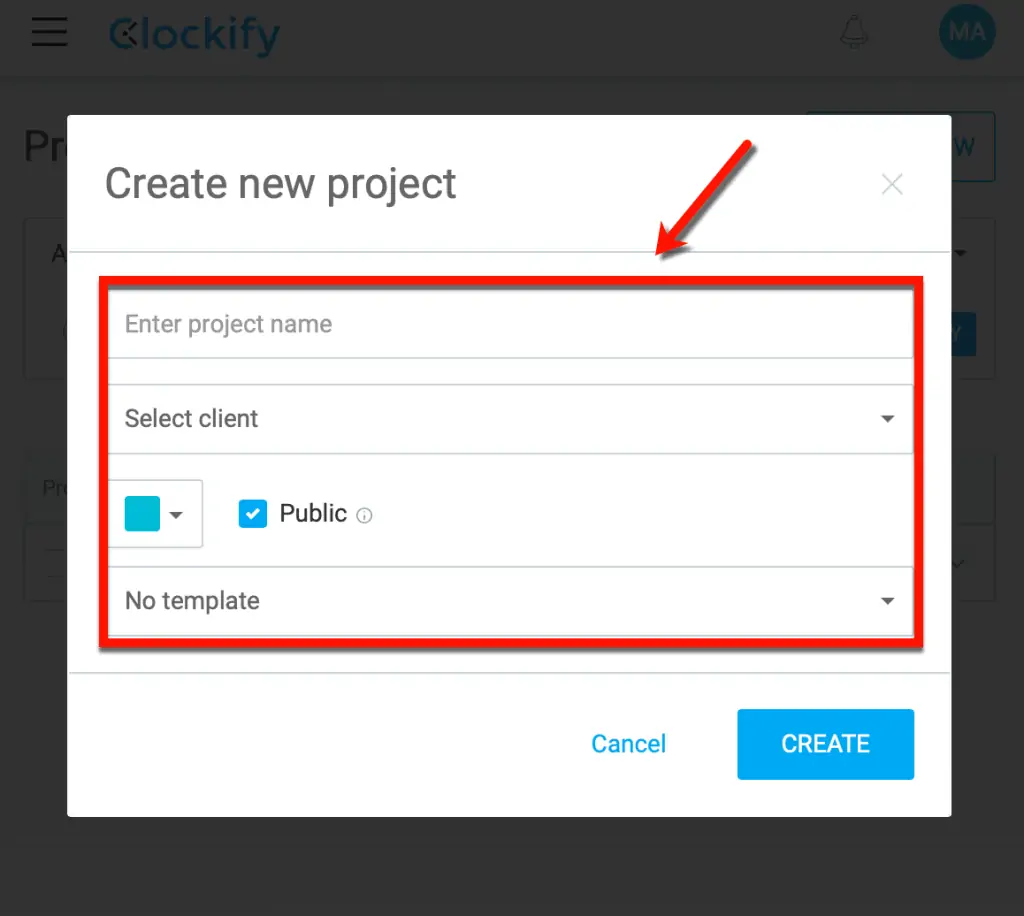 Clockify
MA
Create new project
W
Enter project name
Select client
Public
No template
Cancel
CREATE